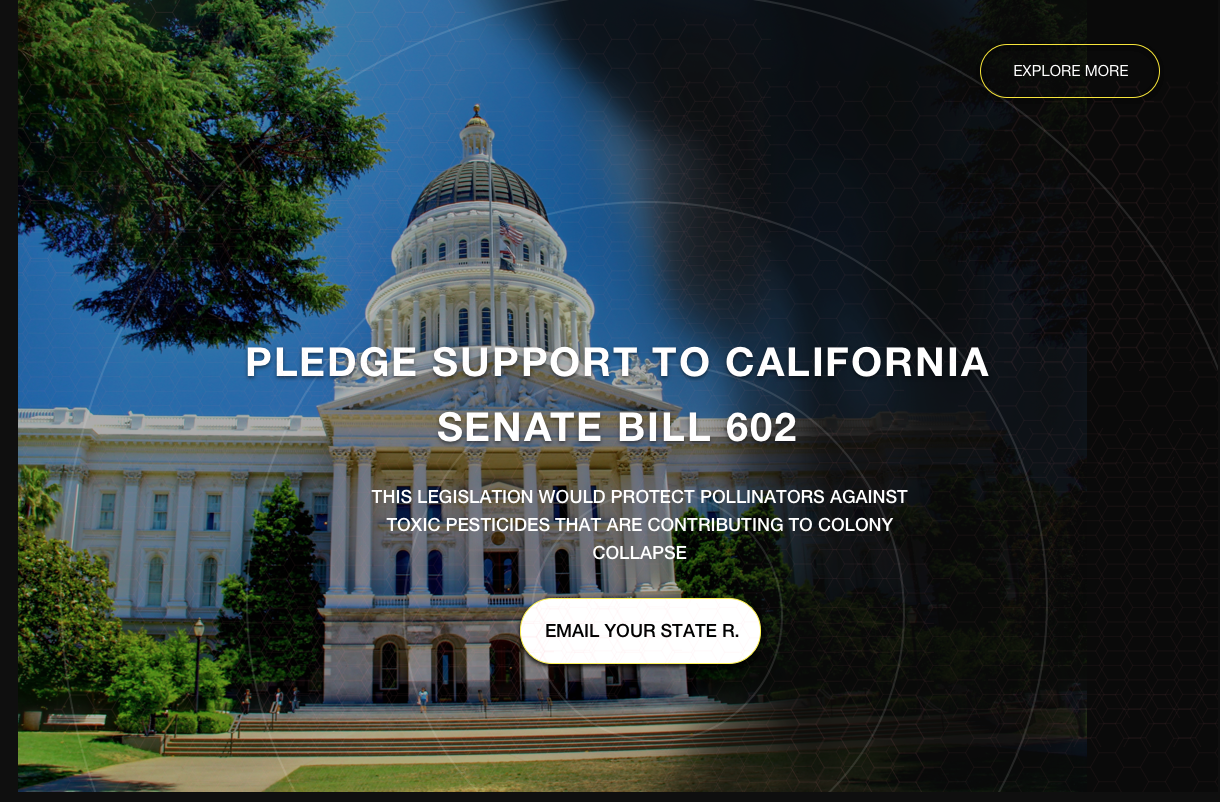 EXPLORE MORE
PLEDGE SUPPORT TO CALIFORNIA
SENATE BILL 602
THIS LEGISLATION WOULD PROTECT POLLINATORS AGAINST
TOXIC PESTICIDES THAT ARE CONTRIBUTING TO COLONY
COLLAPSE
EMAIL YOUR STATE R.